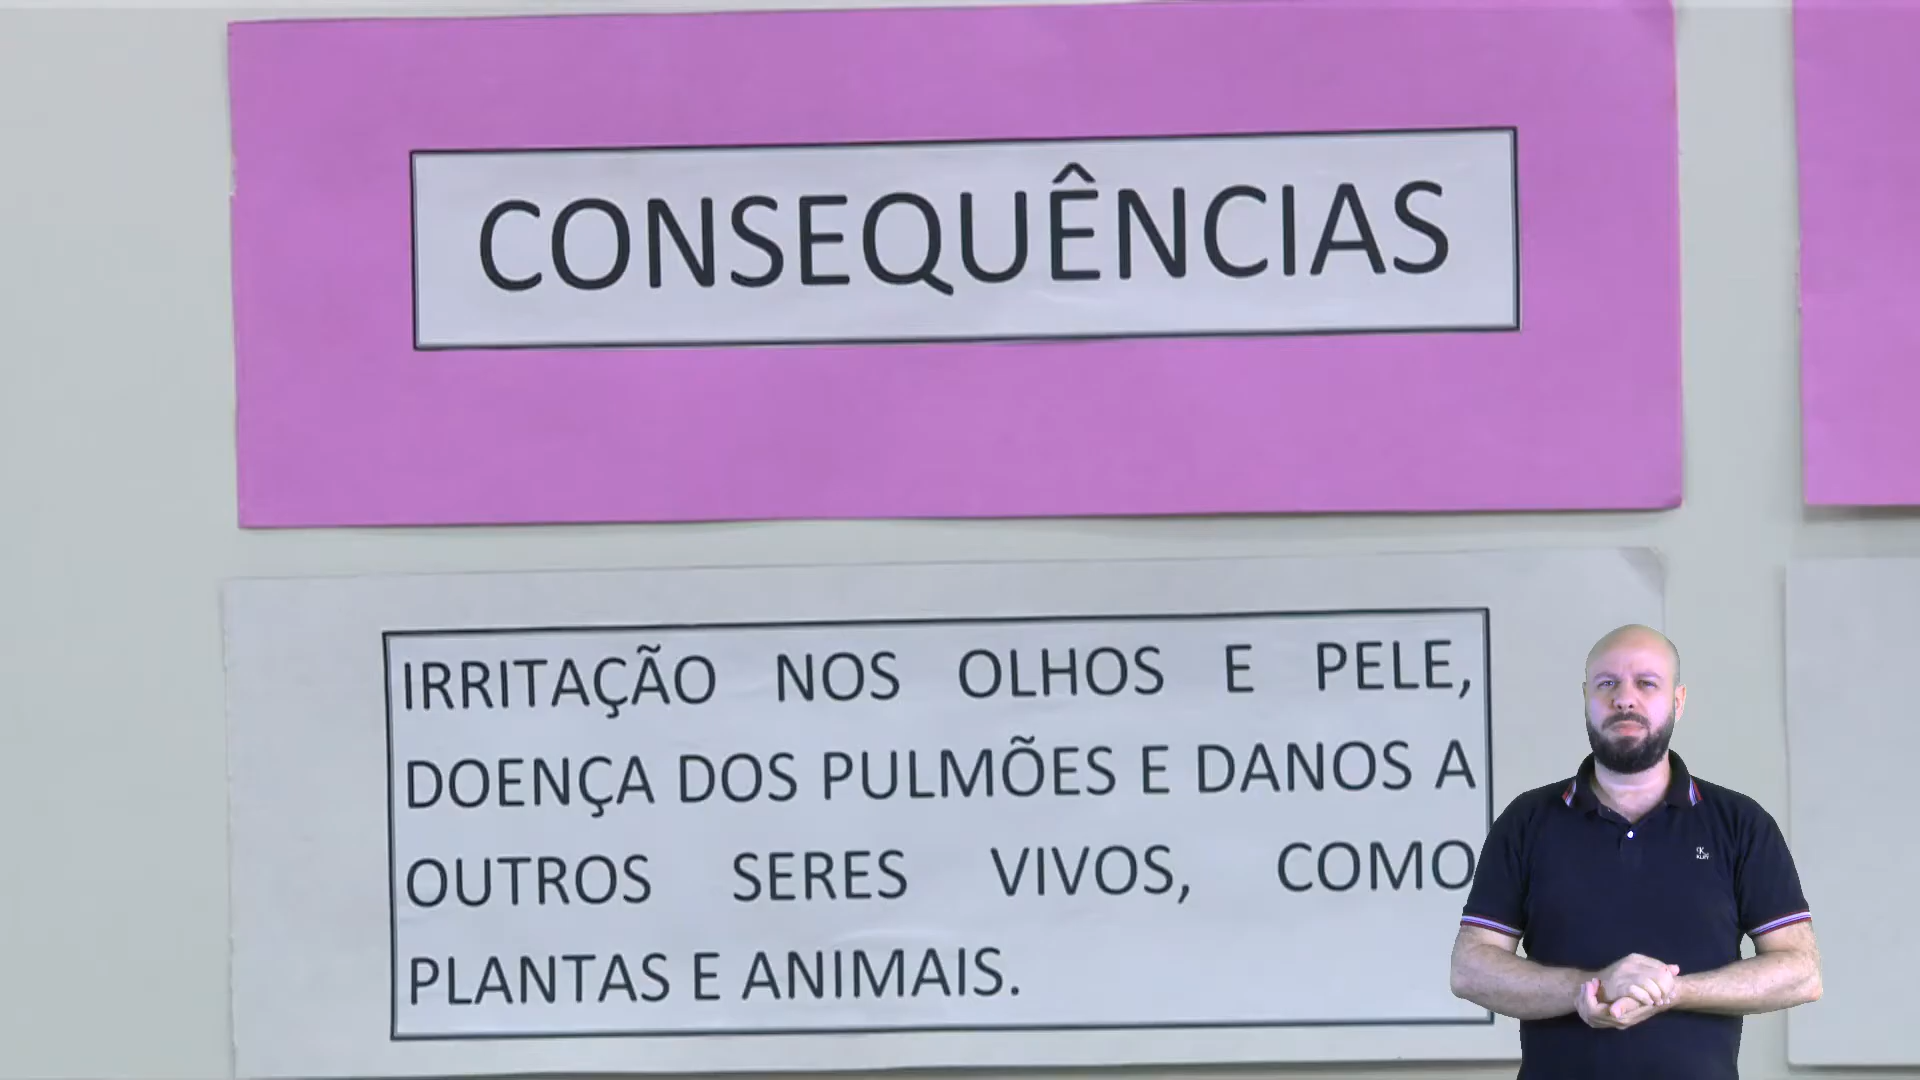 CONSEQUÊNCIAS
IRRITAÇÃO NOS OLHOS E PELE,
DOENÇA DOS PULMÕES E DANOS A
OUTROS SERES VIVOS, COMO
PLANTAS E ANIMAIS.